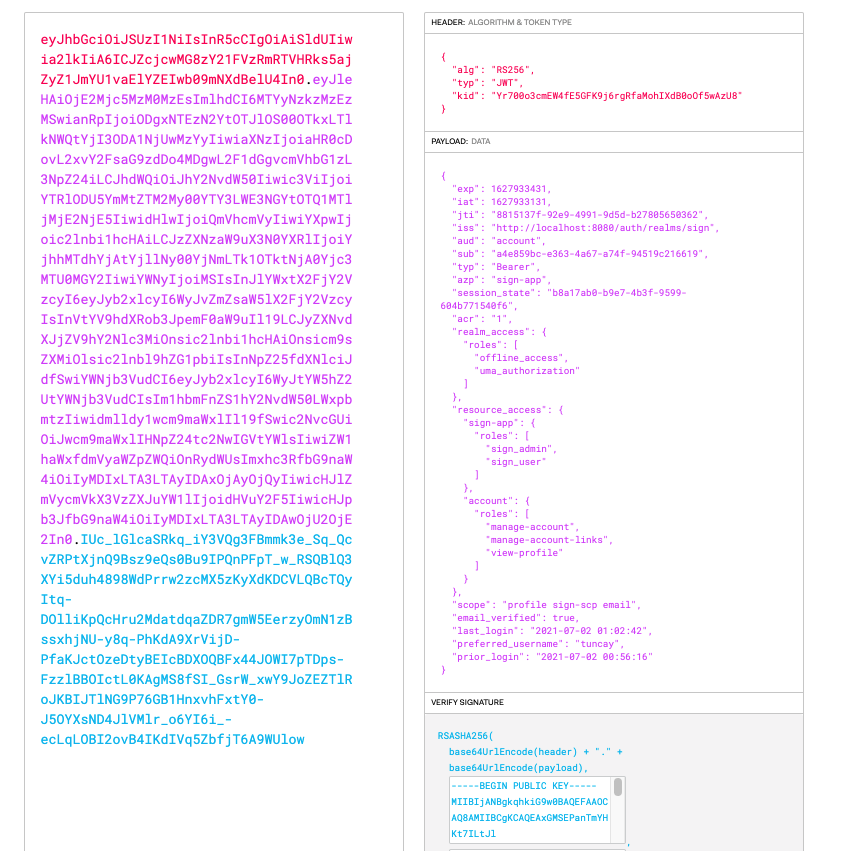 eyJhbGciOiJSUzI1NiIsInR5cCIgOiAiSldUIiw
ia2lkIiA6ICJZcjcwMG8zY21FVzRmRTVHRks5aj
ZyZ1JmYU1vaElYZEIwb09mNXdBelU4In0.eyJle
HAiOjE2Mjc5MzM0MzEsImlhdCI6MTYyNzkzMzEz
MSwianRpIjoiODgxNTEzN2YtOTJlOS00OTkxLTl
kNWQtYjI3ODA1NjUwMzYyIiwiaXNzIjoiaHR0cD
ovL2xvY2FsaG9zdDo4MDgwL2F1dGgvcmVhbG1zL
3NpZ24iLCJhdWQiOiJhY2NvdW50Iiwic3ViIjoi
YTRlODU5YmMtZTM2My00YTY3LWE3NGYtOTQ1MTl
jMjE2NjE5IiwidHlwIjoiQmVhcmVyIiwiYXpwIj
oic2lnbi1hcHAiLCJzZXNzaW9uX3N0YXRlIjoiY
jhhMTdhYjAtYjllNy00YjNmLTk1OTktNjA0Yjc3
MTU0MGY2IiwiYWNyIjoiMSIsInJlYWxtX2FjY2V
zcyI6eyJyb2xlcyI6WyJvZmZsaW5lX2FjY2Vzcy
IsInVtYV9hdXRob3JpemF0aW9uIl19LCJyZXNvd
XJjZV9hY2Nlc3MiOnsic2lnbi1hcHAiOnsicm9s
ZXMiOlsic2lnbl9hZG1pbiIsInNpZ25fdXNlciJ
dfSwiYWNjb3VudCI6eyJyb2xlcyI6WyJtYW5hZ2
UtYWNjb3VudCIsIm1hbmFnZS1hY2NvdW50LWxpb
mtzIiwidmlldy1wcm9maWxlIl19fSwic2NvcGUi
OiJwcm9maWxlIHNpZ24tc2NwIGVtYWlsIiwiZW1
haWxfdmVyaWZpZWQiOnRydWUsImxhc3RfbG9naW
4iOiIyMDIxLTA3LTAyIDAxOjAyOjQyIiwicHJlZ
mVycmVkX3VzZXJuYW1lIjoidHVuY2F5IiwicHJp
b3JfbG9naW4iOiIyMDIxLTA3LTAyIDAwOjU2OjE
2In0.IUc_lGlcaSRkq_iY3VQg3FBmmk3e_Sq_Qc
vZRPtXjnQ9Bsz9eQs0Bu9IPQnPFpT_w_RSQBlQ3
XYi5duh4898WdPrrw2zcMX5zKyXdKDCVLQBcTQy
Itq-
DOlliKpQcHru2MdatdqaZDR7gmW5EerzyOmN1zB
ssxhjNU-y8q-PhKdA9XrVijD-
PfaKJctOzeDtyBEIcBDXOQBFx44JOWI7pTDps-
FzzlBBOIctL0KAgMS8fSI_GsrW_xwY9JoZEZTlR
oJKBIJTlNG9P76GB1HnxvhFxtY0-
J5OYXsND4JlVMlr_o6YI6i_-
ecLqLOBI2ovB4IKdIVq5ZbfjT6A9WUlow
HEADER: ALGORITHM & TOKEN TYPE
{
"alg": "RS256",
"typ": "JWT",
"kid": "Yr700o3cmEW4fE5GFK9j6rgRfaMohIXdB0oOf5wAzU8"
}
PAYLOAD: DATA
{
"exp": 1627933431,
"iat": 1627933131,
"jti": "8815137f-92e9-4991-9d5d-b27805650362",
"iss": "http://localhost:8080/auth/realms/sign",
"aud": "account",
"sub": "a4e859bc-e363-4a67-a74f-94519c216619",
"typ": "Bearer",
"azp": "sign-app",
"session_state": "b8a17ab0-b9e7-4b3f-9599-
604b771540f6",
"acr": "1",
"realm_access": {
"roles": [
"offline_access",
"uma_authorization"
]
},
"resource_access": {
"sign-app": {
"roles": [
"sign_admin",
"sign_user"
]
},
"account": {
"roles": [
"manage-account",
"manage-account-links",
"view-profile"
]
}
},
"scope": "profile sign-scp email",
"email_verified": true,
"last_login": "2021-07-02 01:02:42",
"preferred_username": "tuncay",
"prior_login": "2021-07-02 00:56:16"
}
VERIFY SIGNATURE
RSASHA256(
base64UrlEncode(header) + "." +
base64UrlEncode(payload),
-----BEGIN PUBLIC KEY-----
MIIBIjANBgkqhkiG9w0BAQEFAAOC
AQ8AMIIBCgKCAQEAxGMSEPanTmYH
Kt7ILtJl
,